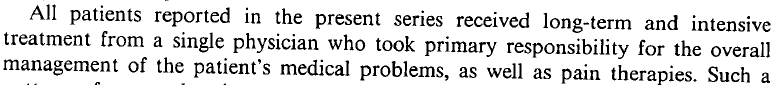 All patients reported in the present series received long-term and intensive
treatment from a single physician who took primary responsibility for the overall
management of the patient's medical problems, as well as pain therapies. Such a